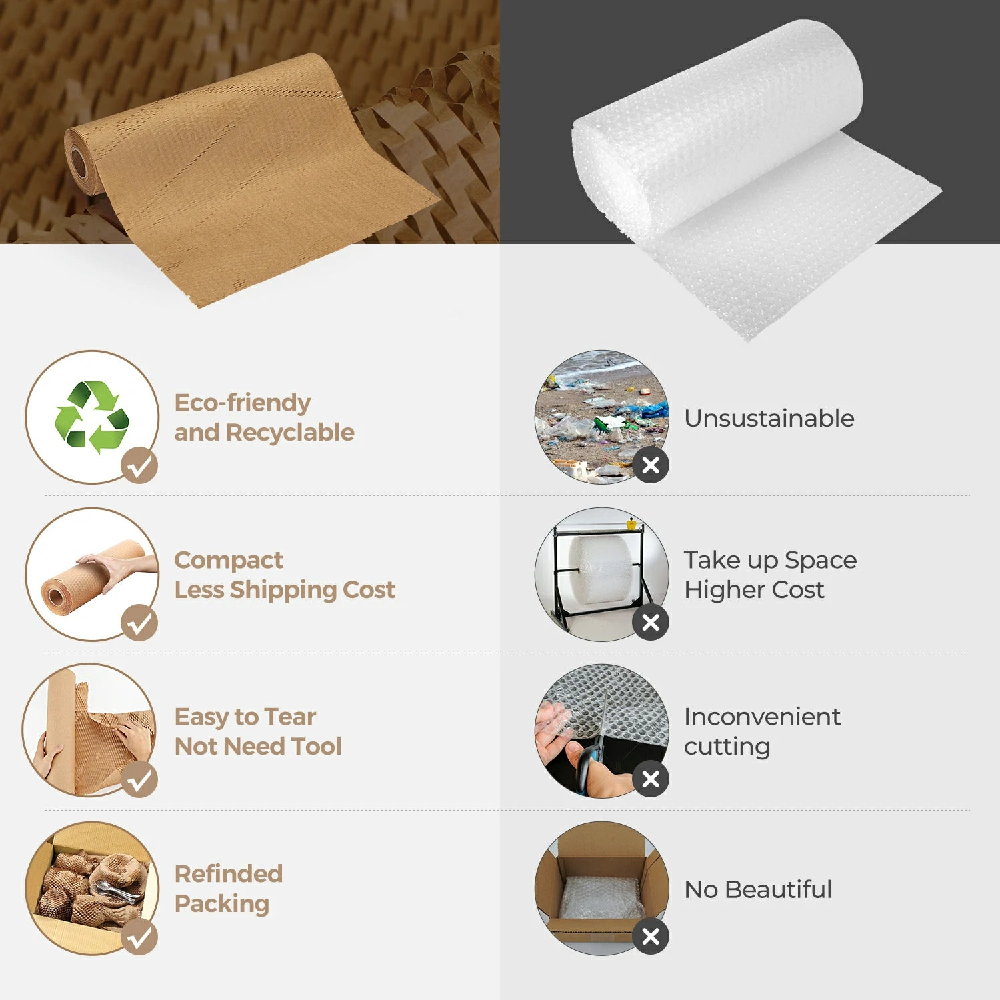 Eco-friendy
and Recyclable
Unsustainable
Compact
Less Shipping Cost
Take up Space
Higher Cost
Easy to Tear
Not Need Tool
Inconvenient
cutting
Refinded
Packing
No Beautiful